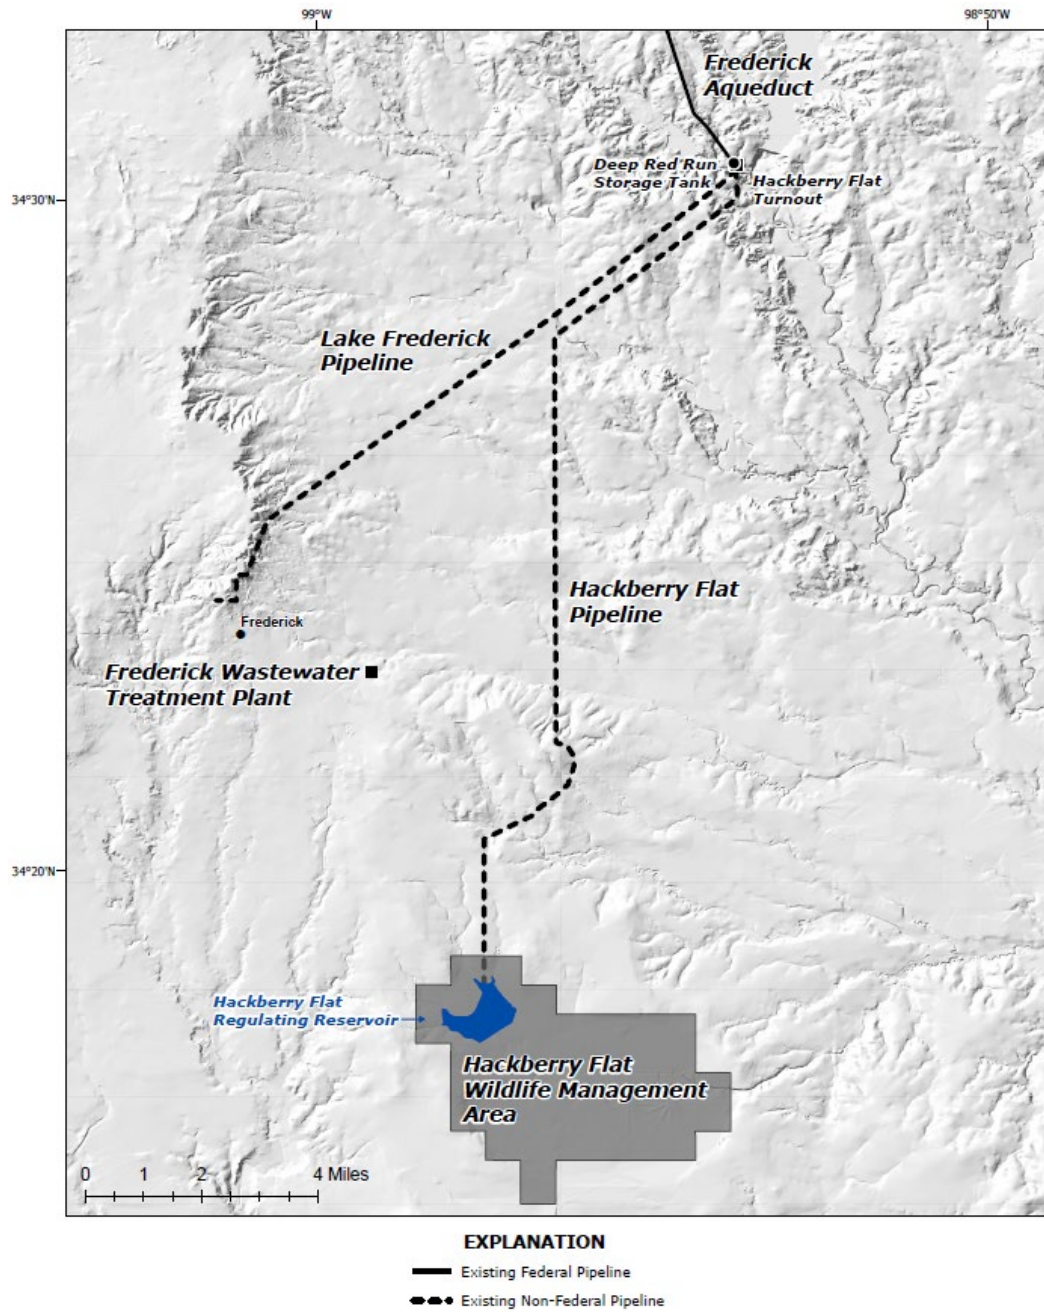 99°W
98°50'W
Frederick
Aqueduct
Deep Red Run
Storage Tank
Hackberry Flat
Turnout
34°30'N
Lake Frederick
Pipeline
Hackberry Flat
Pipeline
Frederick
Frederick Wastewater
Treatment Plant
34°20'N
Hackberry Flat
Regulating Reservoir
Hackberry Flat
Wildlife Management
Area
0 1 2 4 Miles
EXPLANATION
Existing Federal Pipeline
Existing Non-Federal Pipeline